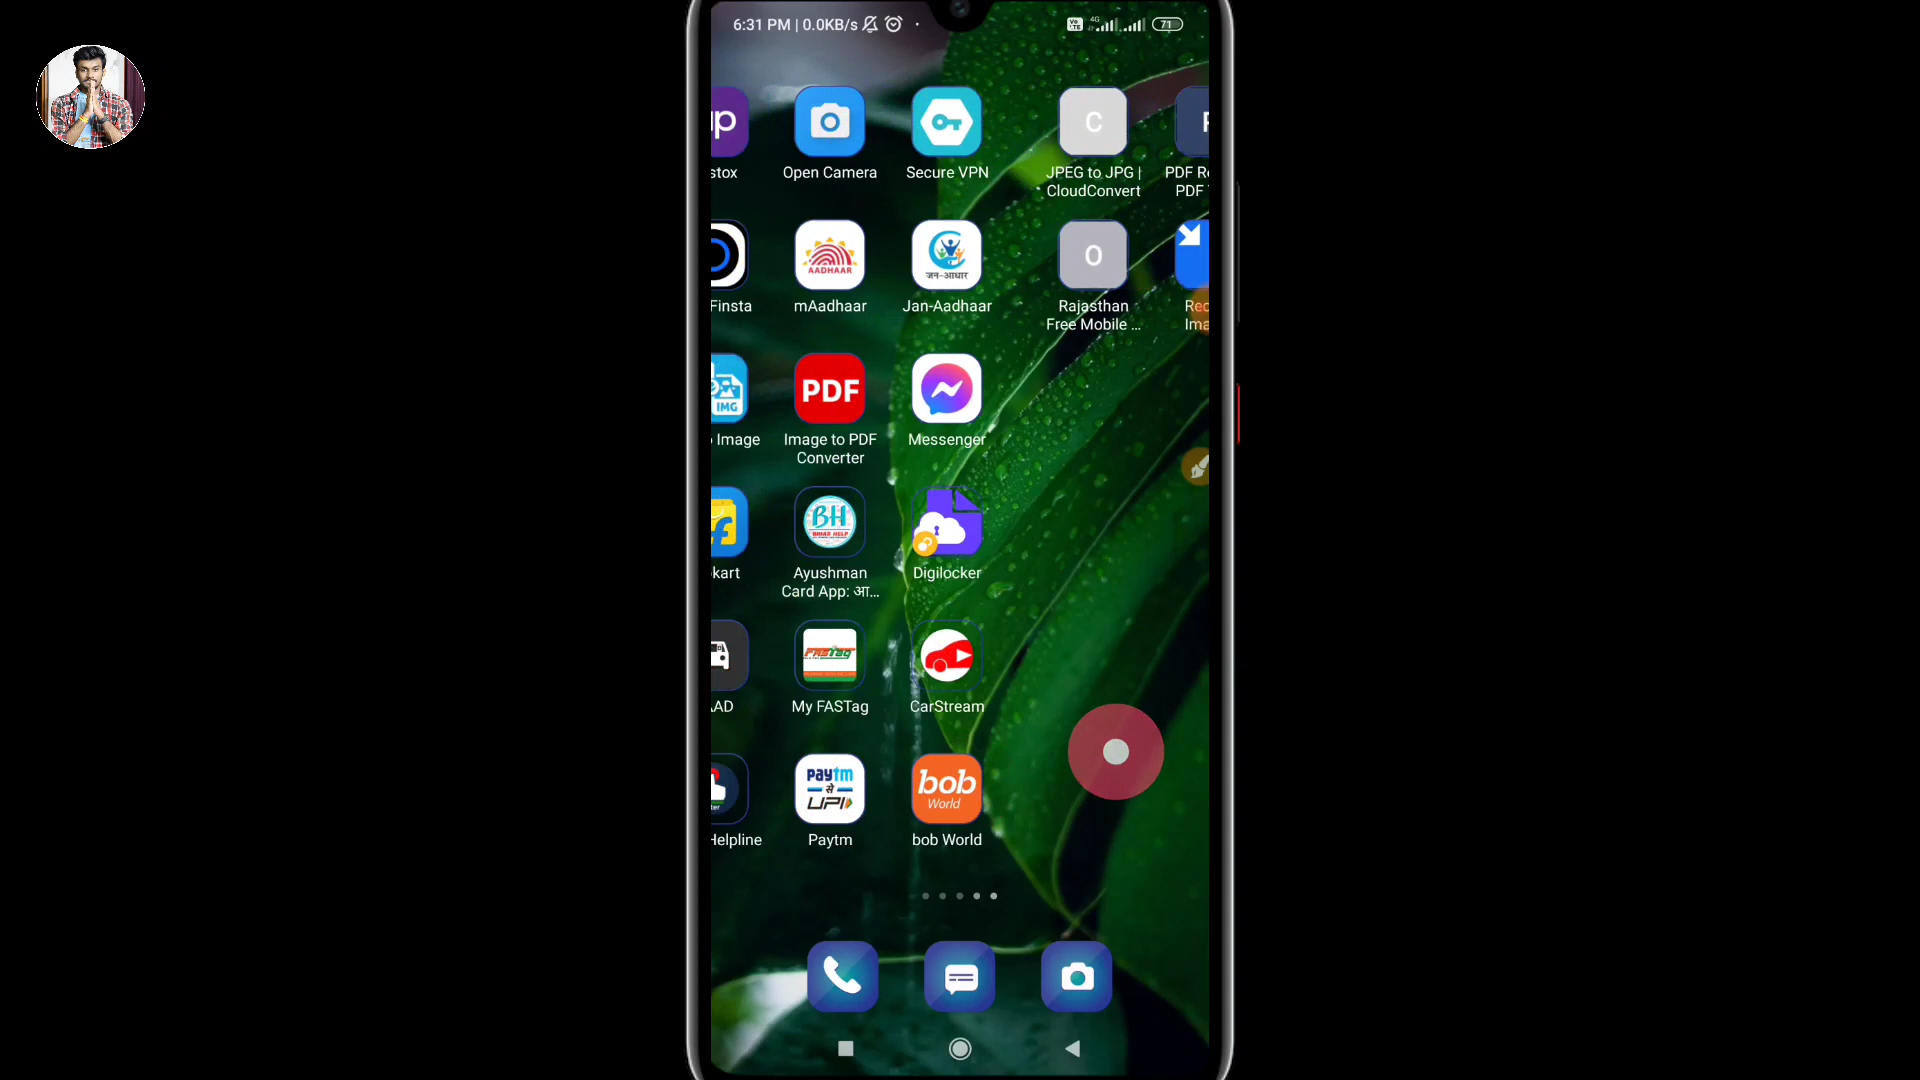 6:31 PM | 0.0KB/s
4G
71
up
C
P
stox
Open Camera
Secure VPN
JPEG to JPG |
CloudConvert
PDF Re
PDF
AADHAAR
जन-आधार
O
Finsta
mAadhaar
Jan-Aadhaar
Rajasthan
Free Mobile ...
Rec
Ima
IMG
PDF
Image
Image to PDF
Converter
Messenger
BH
BIHAR HELP
kart
Ayushman
Card App: आ...
Digilocker
FASTag
AAD
My FASTag
CarStream
paytm
से
UPI
bob
World
Helpline
Paytm
bob World